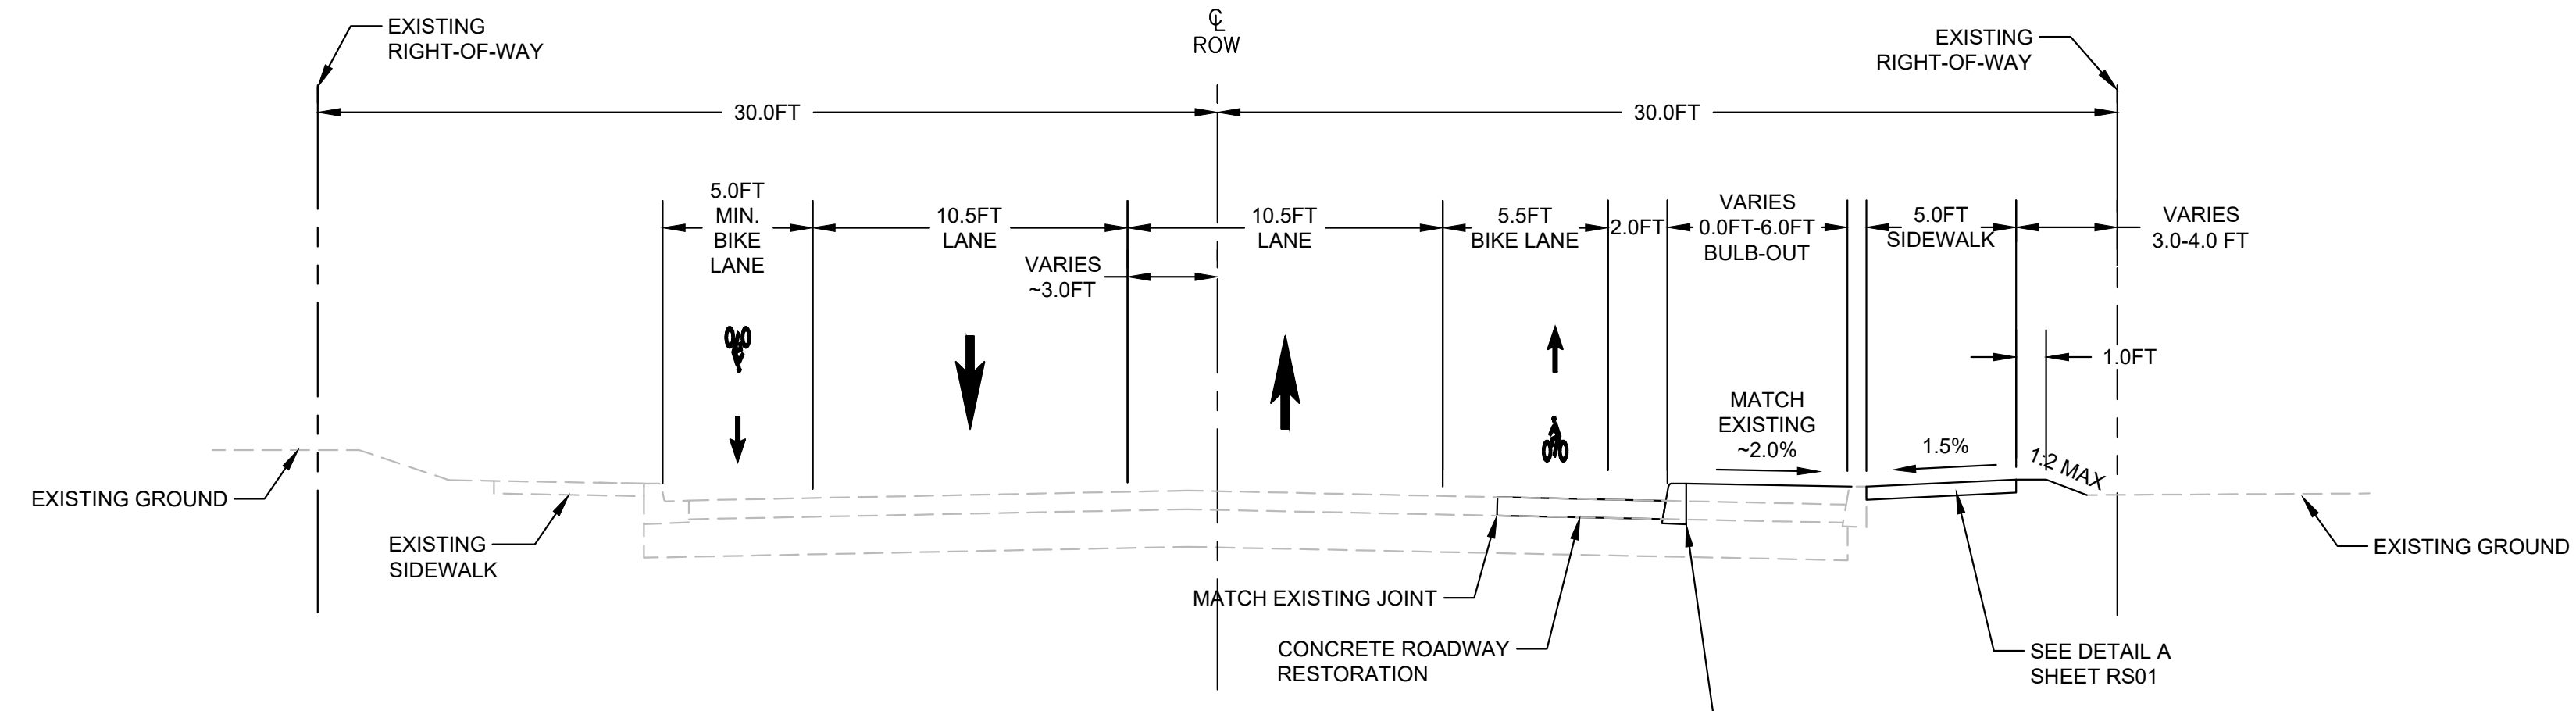 EXISTING
RIGHT-OF-WAY
℄
ROW
EXISTING
RIGHT-OF-WAY
30.0FT
30.0FT
5.0FT
MIN.
BIKE
LANE
10.5FT
LANE
VARIES
~3.0FT
10.5FT
LANE
5.5FT
BIKE LANE
2.0FT
VARIES
0.0FT-6.0FT
BULB-OUT
5.0FT
SIDEWALK
VARIES
3.0-4.0 FT
1.0FT
MATCH
EXISTING
~2.0%
1.5%
1:2 MAX
EXISTING GROUND
EXISTING
SIDEWALK
MATCH EXISTING JOINT
CONCRETE ROADWAY
RESTORATION
SEE DETAIL A
SHEET RS01
EXISTING GROUND